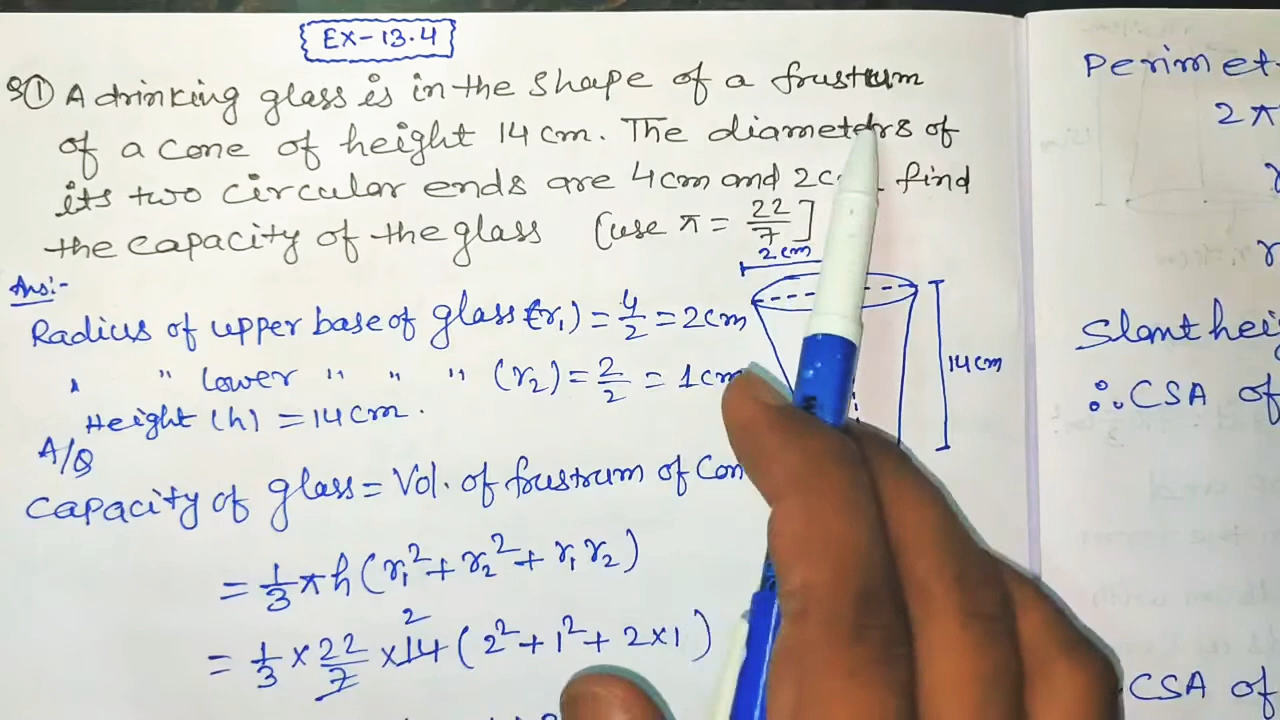 EX-13.4
Q① A drinking glass is in the shape of a frustum
of a cone of height 14 cm. The diameters of
its two circular ends are 4cm and 2c find
the capacity of the glass [use π = 22/7]
2cm
Ans:-
Radius of upper base of glass (r₁) = 4/2 = 2cm
" " lower " " " (r₂) = 2/2 = 1cm
Height (h) = 14cm.
14cm
A/Q
Capacity of glass = Vol. of frustrum of Con
= 1/3 π h (r₁² + r₂² + r₁ r₂)
= 1/3 × 22/7 × 14 2 (2² + 1² + 2×1)
Perimet
2π
r
Slant heig
∴ CSA of
CSA of